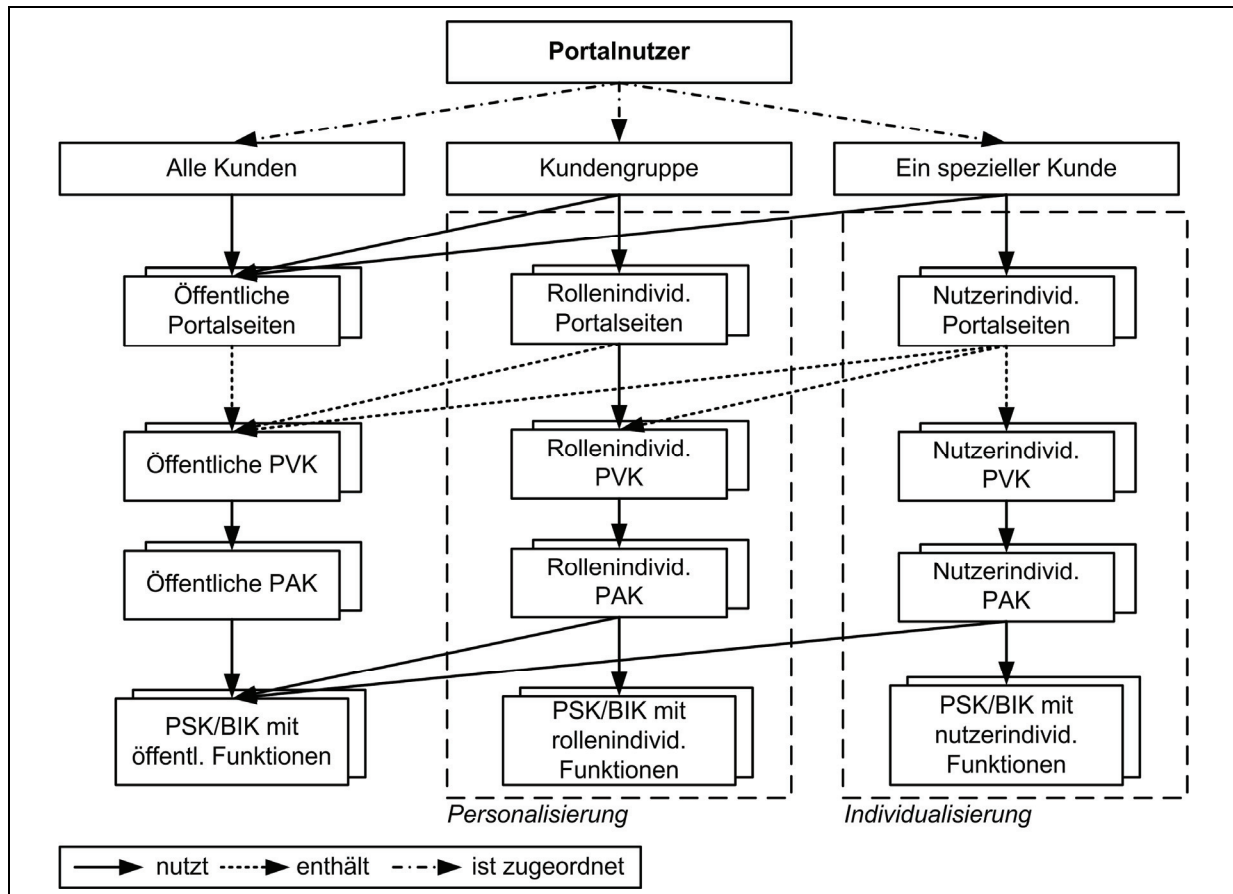 Portalnutzer
Alle Kunden
Kundengruppe
Ein spezieller Kunde
Öffentliche
Portalseiten
Rollenindivid.
Portalseiten
Nutzerindivid.
Portalseiten
Öffentliche PVK
Rollenindivid.
PVK
Nutzerindivid.
PVK
Öffentliche PAK
Rollenindivid.
PAK
Nutzerindivid.
PAK
PSK/BIK mit
öffentl. Funktionen
PSK/BIK mit
rollenindivid.
Funktionen
PSK/BIK mit
nutzerindivid.
Funktionen
Personalisierung
Individualisierung
nutzt
enthält
ist zugeordnet